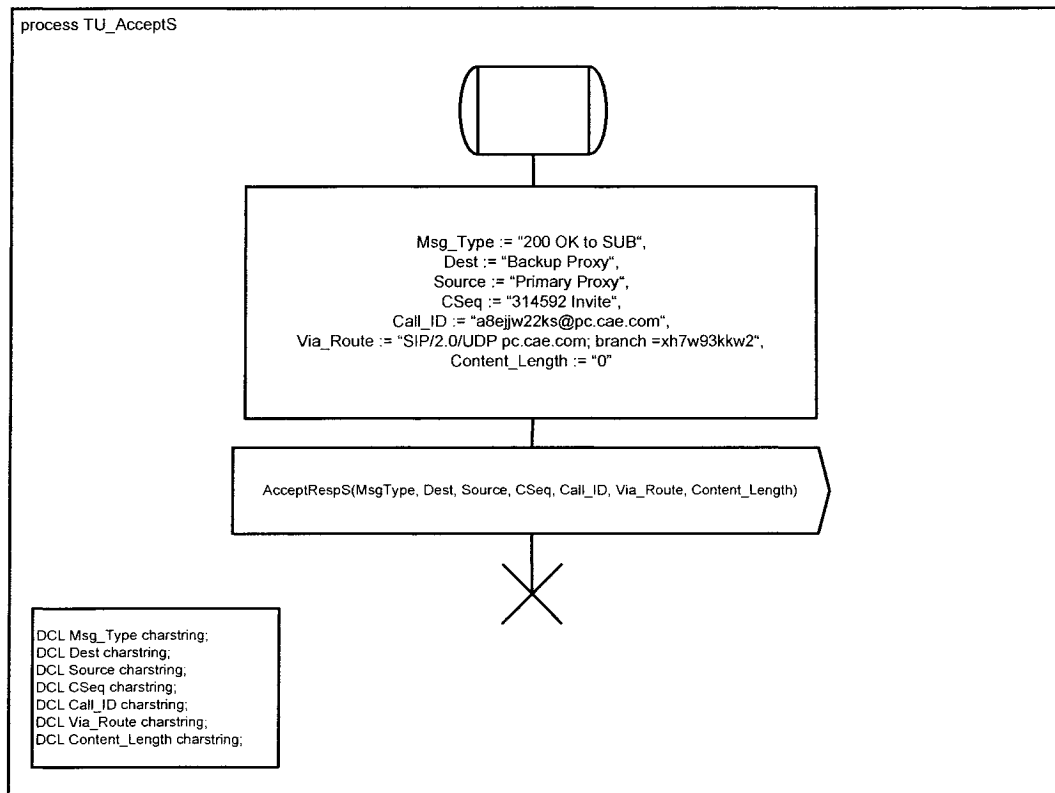 process TU_AcceptS
Msg_Type := "200 OK to SUB",
Dest := "Backup Proxy",
Source := "Primary Proxy",
CSeq := "314592 Invite",
Call_ID := "a8ejjw22ks@pc.cae.com",
Via_Route := "SIP/2.0/UDP pc.cae.com; branch =xh7w93kkw2",
Content_Length := "0"
AcceptRespS(MsgType, Dest, Source, CSeq, Call_ID, Via_Route, Content_Length)
DCL Msg_Type charstring;
DCL Dest charstring;
DCL Source charstring;
DCL CSeq charstring;
DCL Call_ID charstring;
DCL Via_Route charstring;
DCL Content_Length charstring;